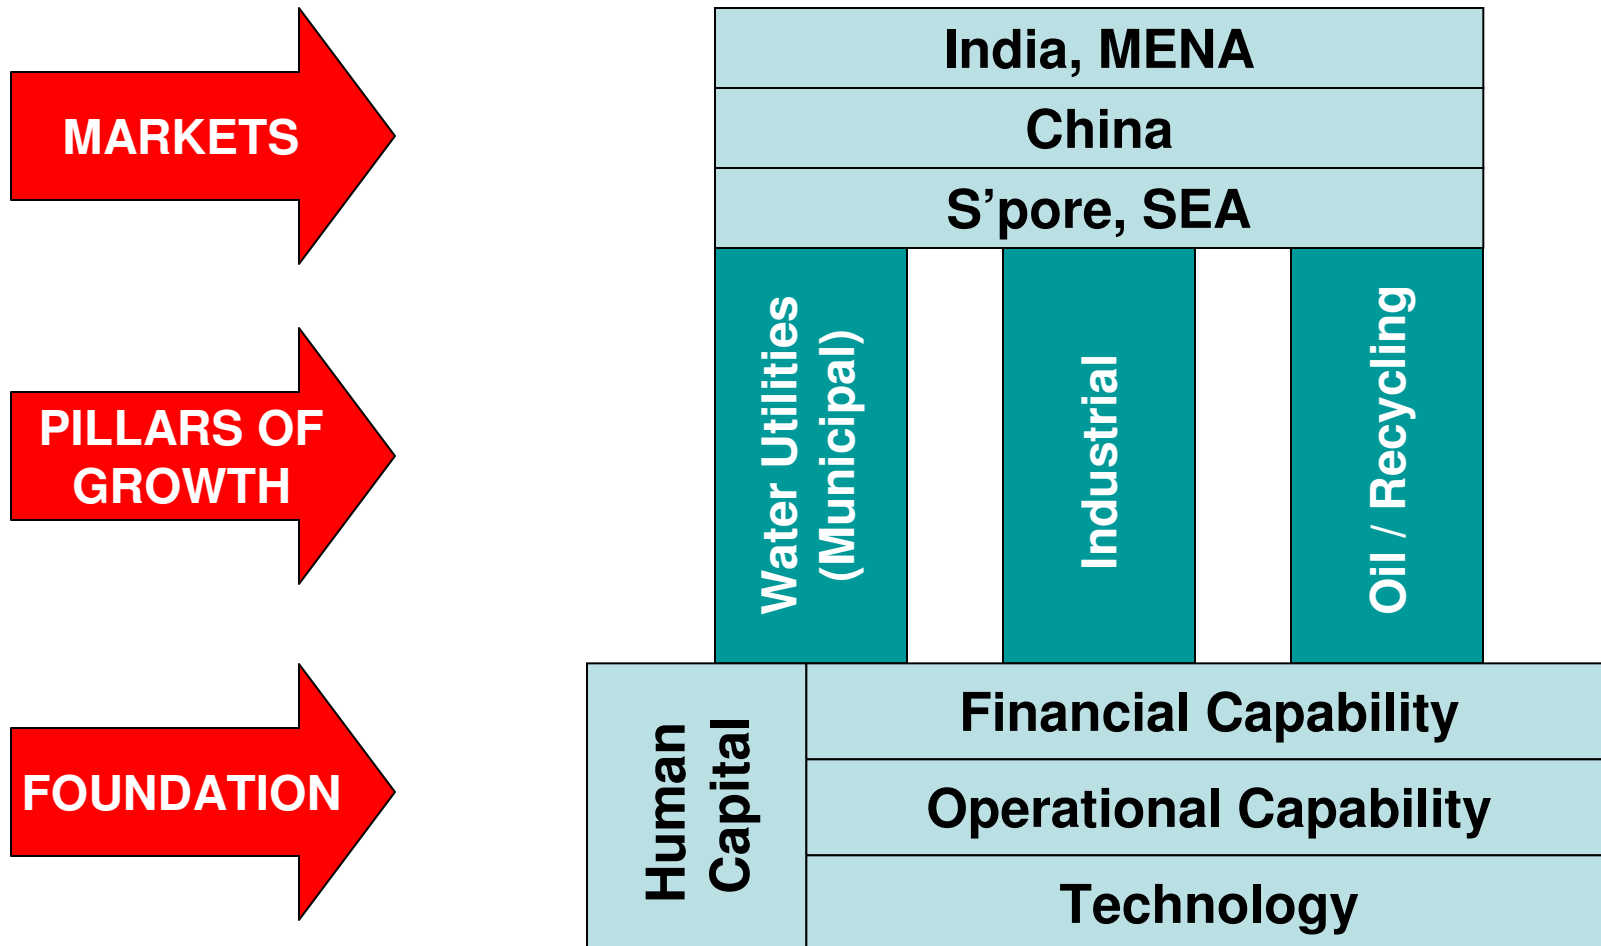 MARKETS
India, MENA
China
S’pore, SEA
PILLARS OF
GROWTH
Water Utilities
(Municipal)
Industrial
Oil / Recycling
FOUNDATION
Human
Capital
Financial Capability
Operational Capability
Technology